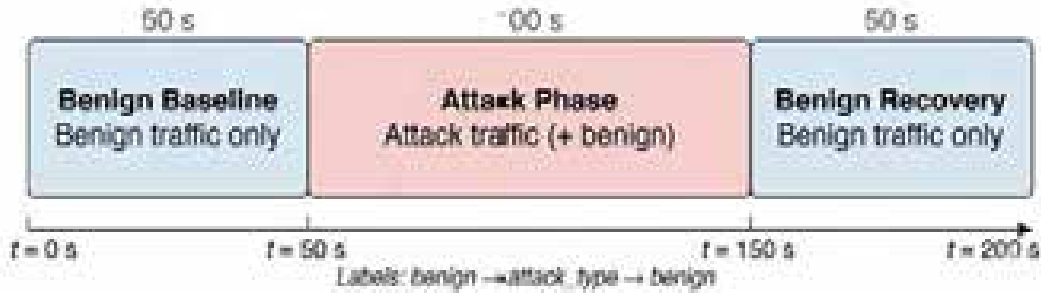 50 s
100 s
50 s
Benign Baseline
Benign traffic only
Attack Phase
Attack traffic (+ benign)
Benign Recovery
Benign traffic only
t = 0 s
t = 50 s
t = 150 s
t = 200 s
Labels: benign → attack_type → benign